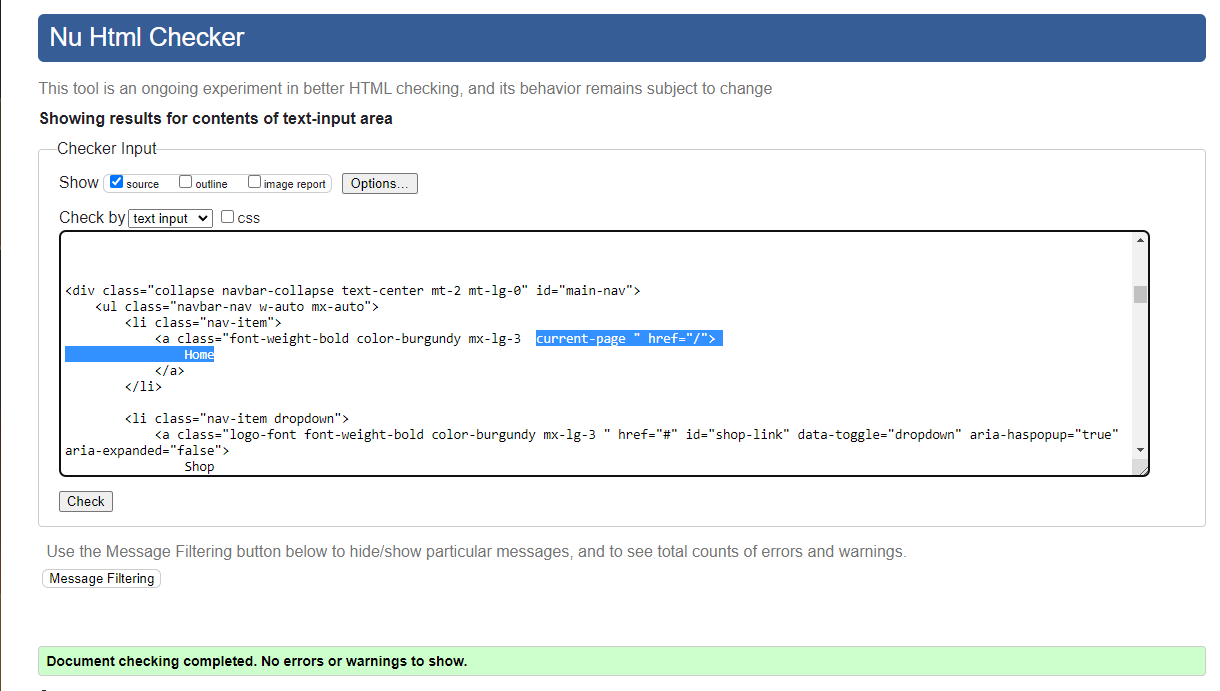 Nu Html Checker
This tool is an ongoing experiment in better HTML checking, and its behavior remains subject to change
Showing results for contents of text-input area
Checker Input
Show source outline image report Options...
Check by text input css
<div class="collapse navbar-collapse text-center mt-2 mt-lg-0" id="main-nav">
<ul class="navbar-nav w-auto mx-auto">
<li class="nav-item">
<a class="font-weight-bold color-burgundy mx-lg-3  current-page " href="/">
Home
</a>
</li>
<li class="nav-item dropdown">
<a class="logo-font font-weight-bold color-burgundy mx-lg-3 " href="#" id="shop-link" data-toggle="dropdown" aria-haspopup="true"
aria-expanded="false">
Shop
Check
Use the Message Filtering button below to hide/show particular messages, and to see total counts of errors and warnings.
Message Filtering
Document checking completed. No errors or warnings to show.